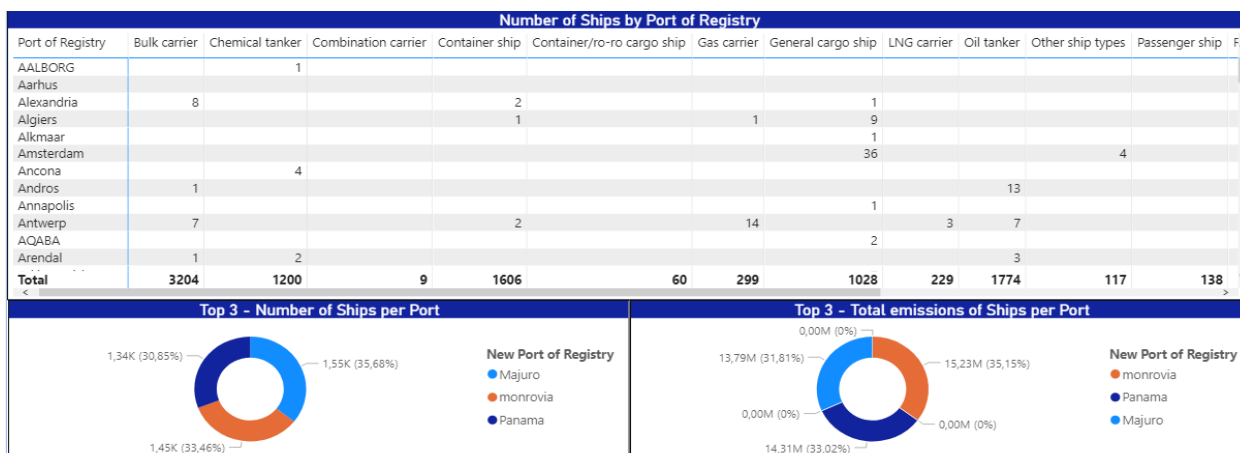 Number of Ships by Port of Registry
Port of Registry Bulk carrier Chemical tanker Combination carrier Container ship Container/ro-ro cargo ship Gas carrier General cargo ship LNG carrier Oil tanker Other ship types Passenger ship
AALBORG 1
Aarhus
Alexandria 8 2 1
Algiers 1 1 9
Alkmaar 1
Amsterdam 36 4
Ancona 4
Andros 1 13
Annapolis 1
Antwerp 7 2 14 3 7
AQABA 2
Arendal 1 2 3
Total 3204 1200 9 1606 60 299 1028 229 1774 117 138
Top 3 - Number of Ships per Port
1,34K (30,85%)
1,55K (35,68%)
1,45K (33,46%)
New Port of Registry
Majuro
monrovia
Panama
Top 3 - Total emissions of Ships per Port
0,00M (0%)
13,79M (31,81%)
15,23M (35,15%)
0,00M (0%)
0,00M (0%)
14,31M (33,02%)
New Port of Registry
monrovia
Panama
Majuro